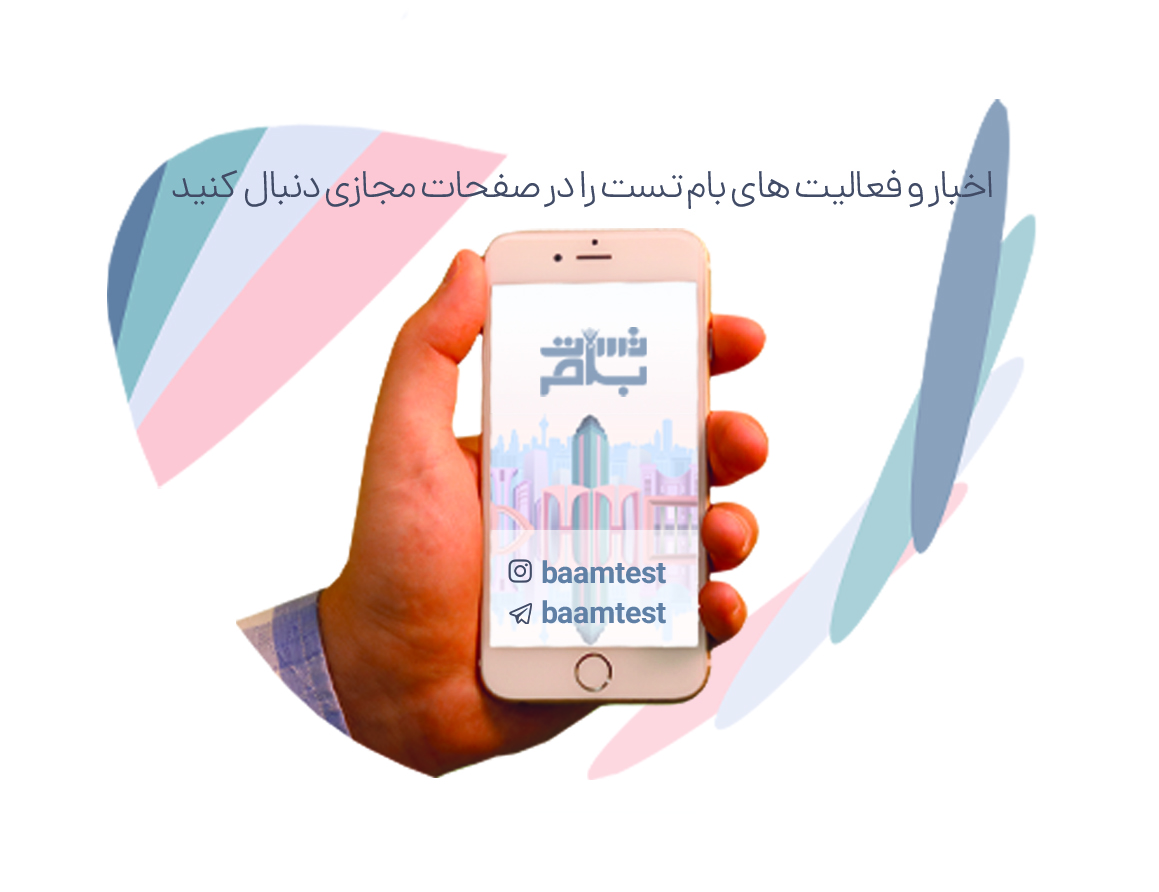 اخبار و فعالیت های بام تست را در صفحات مجازی دنبال کنید
تست
بام
baamtest
baamtest